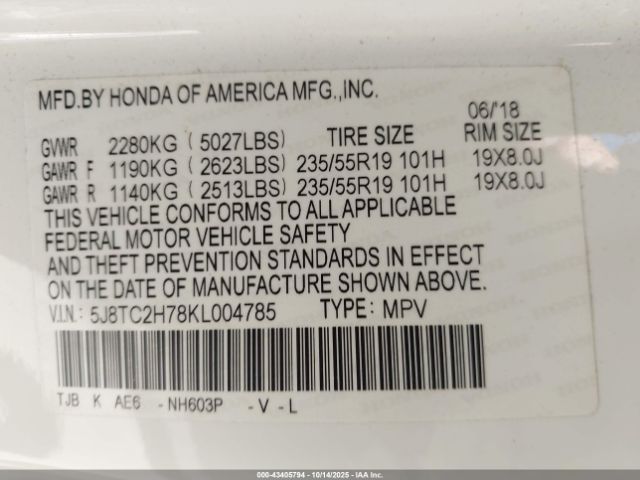 MFD.BY HONDA OF AMERICA MFG.,INC.
06/'18
GVWR 2280KG ( 5027LBS) TIRE SIZE RIM SIZE
GAWR F 1190KG ( 2623LBS) 235/55R19 101H 19X8.0J
GAWR R 1140KG ( 2513LBS) 235/55R19 101H 19X8.0J
THIS VEHICLE CONFORMS TO ALL APPLICABLE
FEDERAL MOTOR VEHICLE SAFETY
AND THEFT PREVENTION STANDARDS IN EFFECT
ON THE DATE OF MANUFACTURE SHOWN ABOVE.
V.I.N.: 5J8TC2H78KL004785 TYPE: MPV
TJB K AE6 -NH603P -V-L
000-43405794 - 10/14/2025 - IAA Inc.